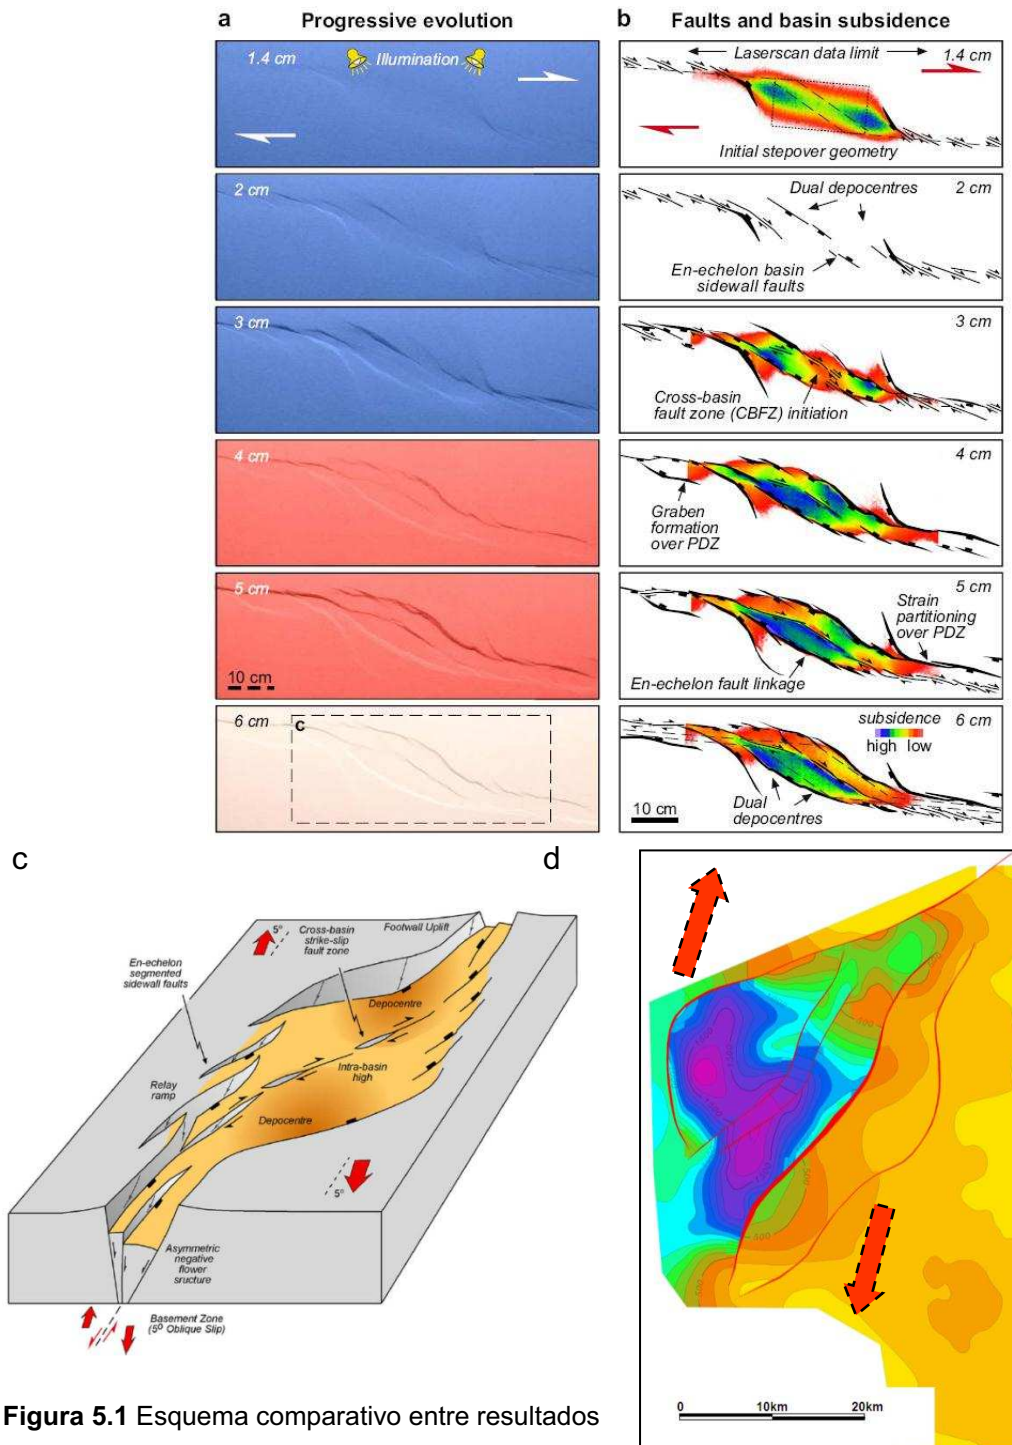 a Progressive evolution
1.4 cm Illumination
2 cm
3 cm
4 cm
5 cm
10 cm
6 cm c
b Faults and basin subsidence
Laserscan data limit
1.4 cm
Initial stepover geometry
Dual depocentres 2 cm
En-echelon basin
sidewall faults
3 cm
Cross-basin
fault zone (CBFZ) initiation
4 cm
Graben
formation
over PDZ
5 cm
Strain
partitioning
over PDZ
En-echelon fault linkage
subsidence 6 cm
high low
Dual
depocentres
10 cm
c
5°
Cross-basin
strike-slip
fault zone
Footwall Uplift
En-echelon
segmented
sidewall faults
Depocentre
Intra-basin
high
Relay
ramp
Depocentre
5°
Asymmetric
negative
flower
sructure
Basement Zone
(5° Oblique Slip)
d
0 10km 20km
Figura 5.1 Esquema comparativo entre resultados